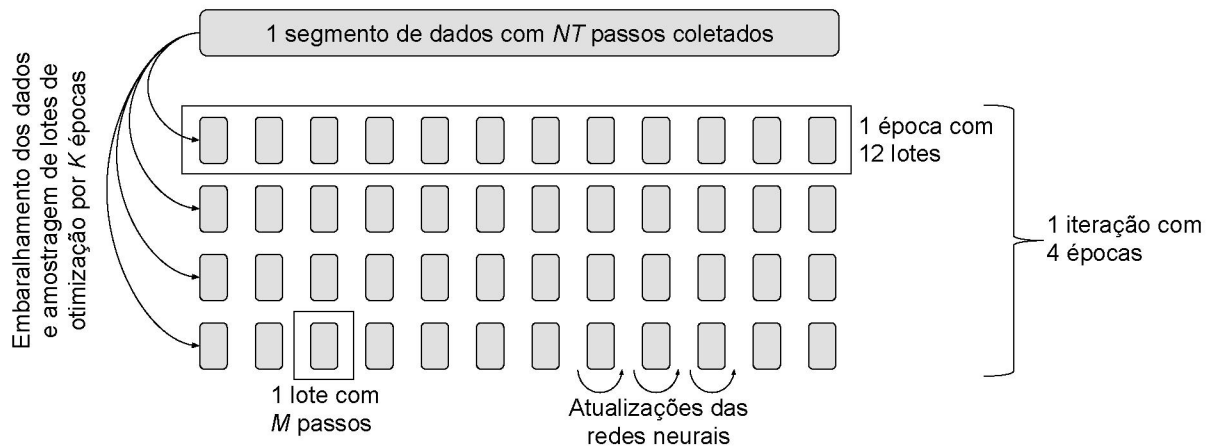 1 segmento de dados com NT passos coletados
Embaralhamento dos dados
e amostragem de lotes de
otimização por K épocas
1 época com
12 lotes
1 iteração com
4 épocas
1 lote com
M passos
Atualizações das
redes neurais